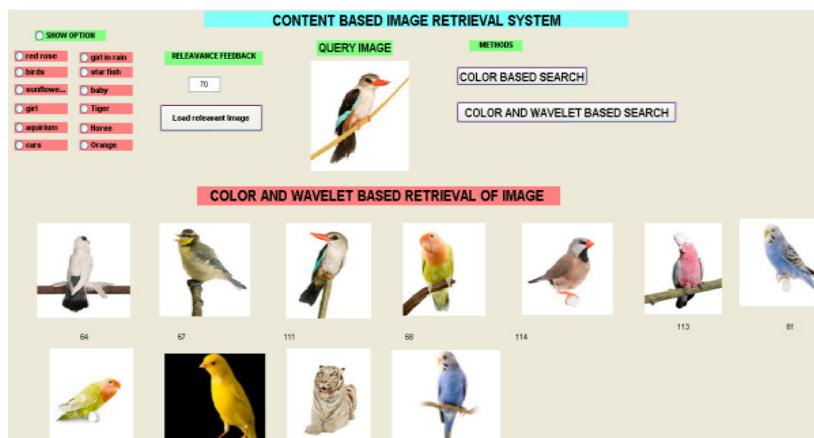 CONTENT BASED IMAGE RETRIEVAL SYSTEM
SHOW OPTION
red rose
girl in rain
birds
star fish
sunflowe...
baby
girl
Tiger
aquirium
Horse
cars
Orange
RELEAVANCE FEEDBACK
70
Load releavant Image
QUERY IMAGE
METHODS
COLOR BASED SEARCH
COLOR AND WAVELET BASED SEARCH
COLOR AND WAVELET BASED RETRIEVAL OF IMAGE
64
67
111
68
114
113
61